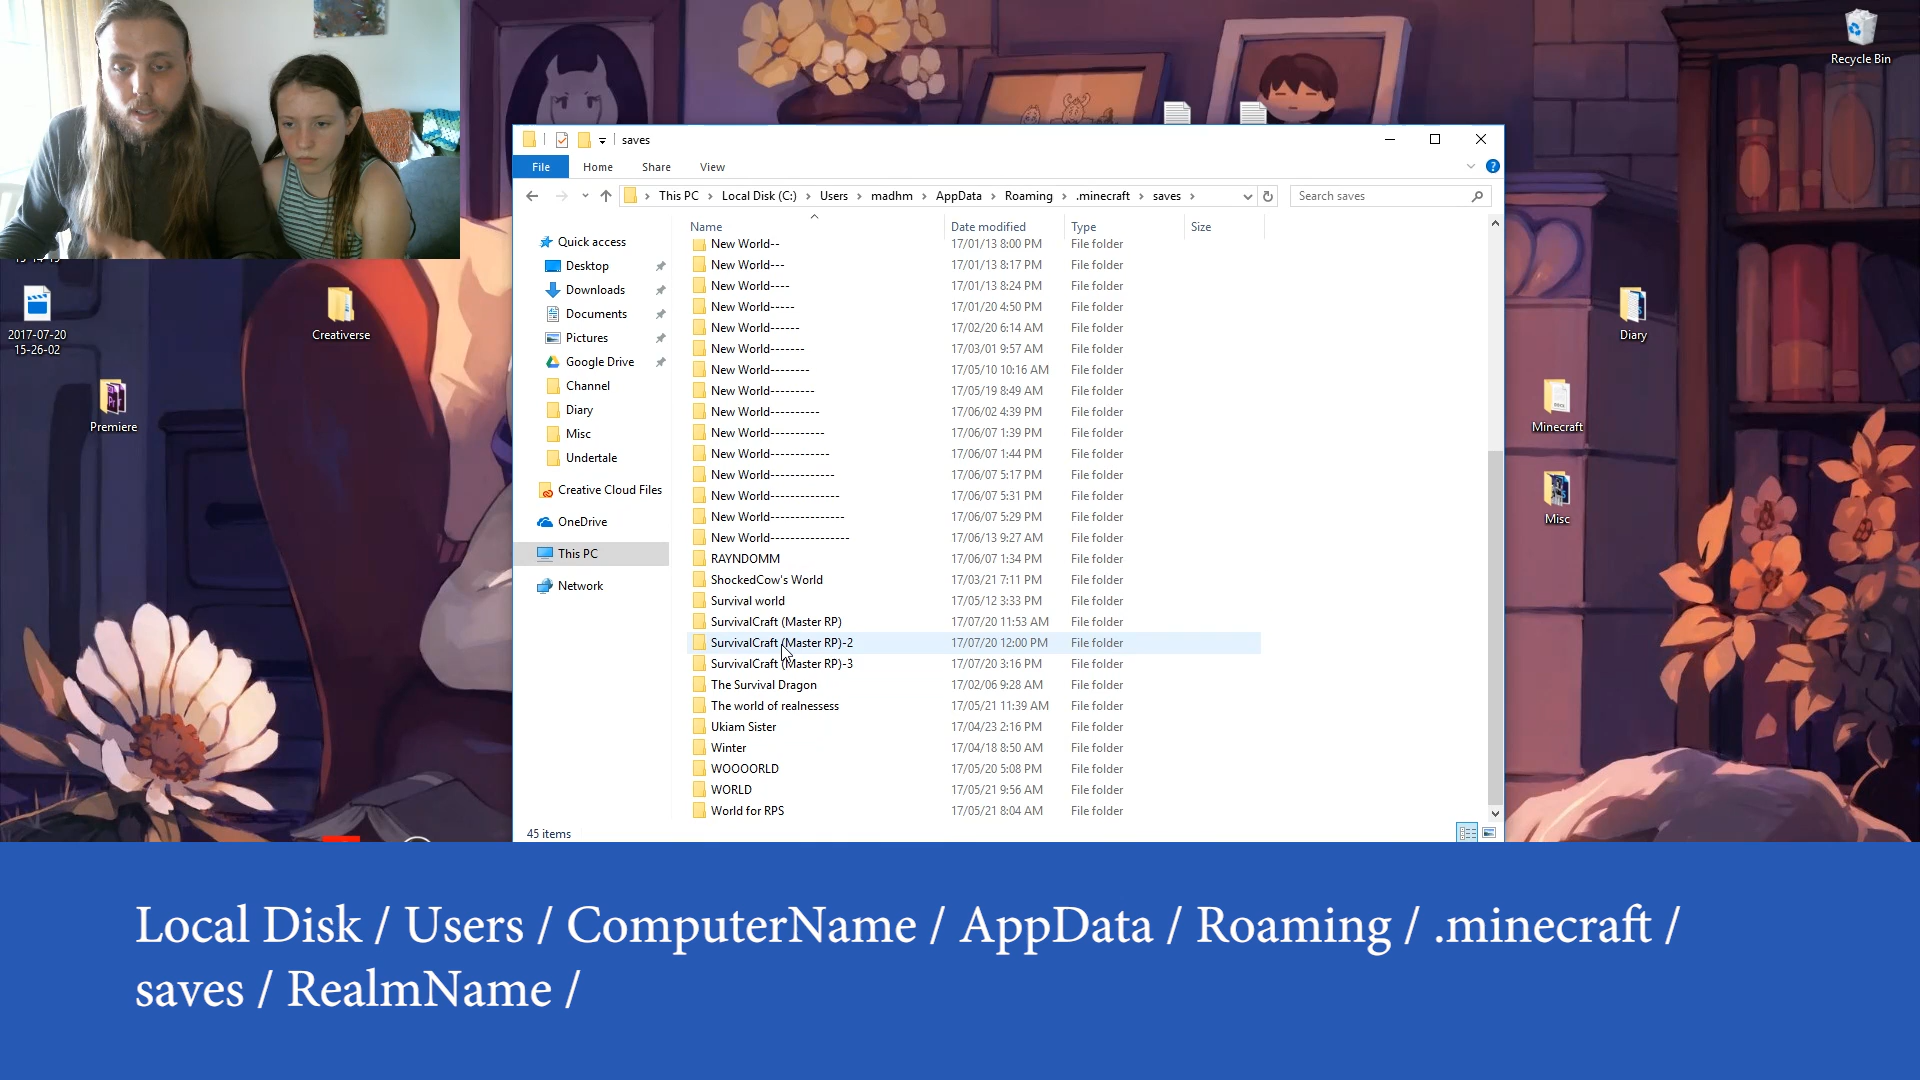 Recycle Bin
saves
File Home Share View
This PC Local Disk (C:) Users madhm AppData Roaming .minecraft saves Search saves
Name Date modified Type Size
Quick access
Desktop
Downloads
Documents
Pictures
Google Drive
Channel
Diary
Misc
Undertale
Creative Cloud Files
OneDrive
This PC
Network
New World-- 17/01/13 8:00 PM File folder
New World--- 17/01/13 8:17 PM File folder
New World---- 17/01/13 8:24 PM File folder
New World----- 17/01/20 4:50 PM File folder
New World------ 17/02/20 6:14 AM File folder
New World------- 17/03/01 9:57 AM File folder
New World-------- 17/05/10 10:16 AM File folder
New World--------- 17/05/19 8:49 AM File folder
New World---------- 17/06/02 4:39 PM File folder
New World----------- 17/06/07 1:39 PM File folder
New World------------ 17/06/07 1:44 PM File folder
New World------------- 17/06/07 5:17 PM File folder
New World-------------- 17/06/07 5:31 PM File folder
New World--------------- 17/06/07 5:29 PM File folder
New World---------------- 17/06/13 9:27 AM File folder
RAYNDOMM 17/06/07 1:34 PM File folder
ShockedCow's World 17/03/21 7:11 PM File folder
Survival world 17/05/12 3:33 PM File folder
SurvivalCraft (Master RP) 17/07/20 11:53 AM File folder
SurvivalCraft (Master RP)-2 17/07/20 12:00 PM File folder
SurvivalCraft (Master RP)-3 17/07/20 3:16 PM File folder
The Survival Dragon 17/02/06 9:28 AM File folder
The world of realnessess 17/05/21 11:39 AM File folder
Ukiam Sister 17/04/23 2:16 PM File folder
Winter 17/04/18 8:50 AM File folder
WOOOORLD 17/05/20 5:08 PM File folder
WORLD 17/05/21 9:56 AM File folder
World for RPS 17/05/21 8:04 AM File folder
45 items
2017-07-20
15-26-02
Creativerse
Premiere
Diary
Minecraft
Misc
Local Disk / Users / ComputerName / AppData / Roaming / .minecraft /
saves / RealmName /